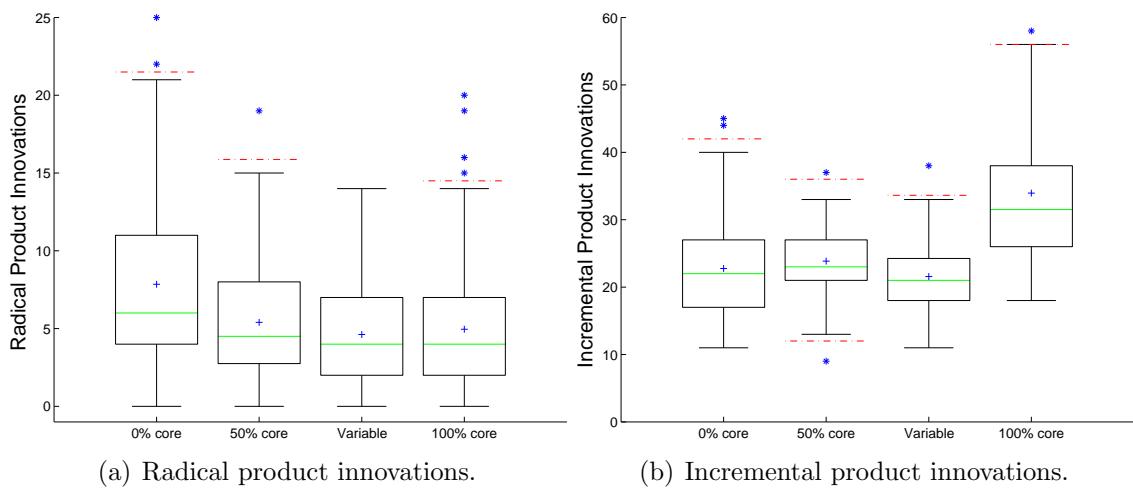 25
20
15
10
5
0
Radical Product Innovations
0% core 50% core Variable 100% core
(a) Radical product innovations.
60
50
40
30
20
10
0
Incremental Product Innovations
0% core 50% core Variable 100% core
(b) Incremental product innovations.